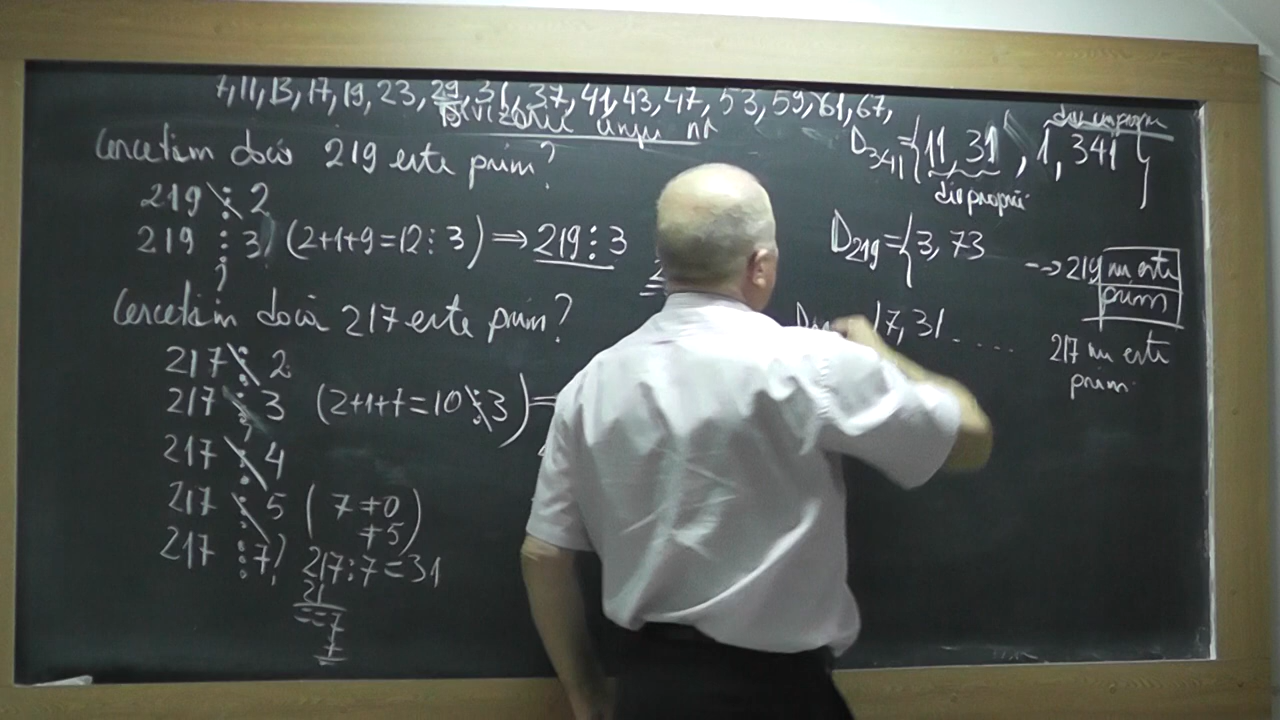 7, 11, 13, 17, 19, 23, 29, 31, 37, 41, 43, 47, 53, 59, 61, 67,
Divizorii unui nr
Cercetăm dacă 219 este prim?
219 ⋮̸ 2
219 ⋮ 3, (2+1+9=12⋮3) ⇒ 219⋮3
Cercetăm dacă 217 este prim?
217 ⋮̸ 2
217 ⋮̸ 3 (2+1+7=10⋮̸3) ⇒
217 ⋮̸ 4
217 ⋮̸ 5 (7≠0
≠5)
217 ⋮ 7, 217:7=31
21
==7
7
D341={11, 31, 1, 341}
div proprii
D219={3, 73
→ 219 nu este
prim
7, 31.....
217 nu este
prim.